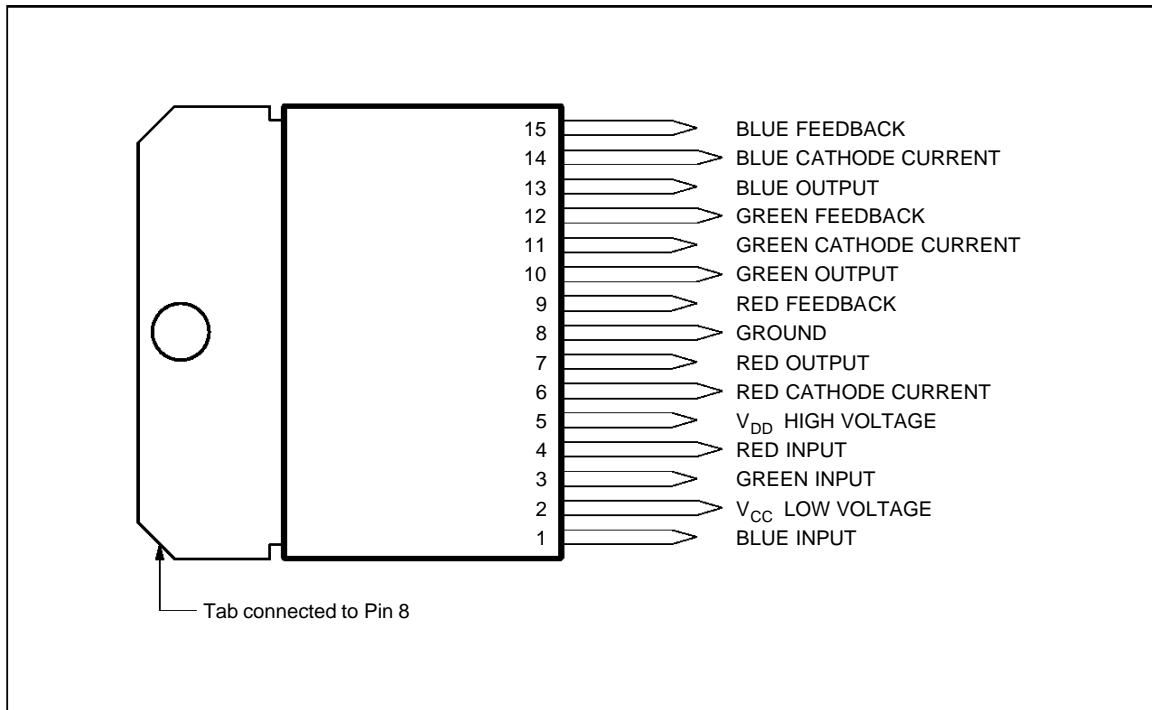 15 BLUE FEEDBACK
14 BLUE CATHODE CURRENT
13 BLUE OUTPUT
12 GREEN FEEDBACK
11 GREEN CATHODE CURRENT
10 GREEN OUTPUT
9 RED FEEDBACK
8 GROUND
7 RED OUTPUT
6 RED CATHODE CURRENT
5 VDD HIGH VOLTAGE
4 RED INPUT
3 GREEN INPUT
2 VCC LOW VOLTAGE
1 BLUE INPUT
Tab connected to Pin 8